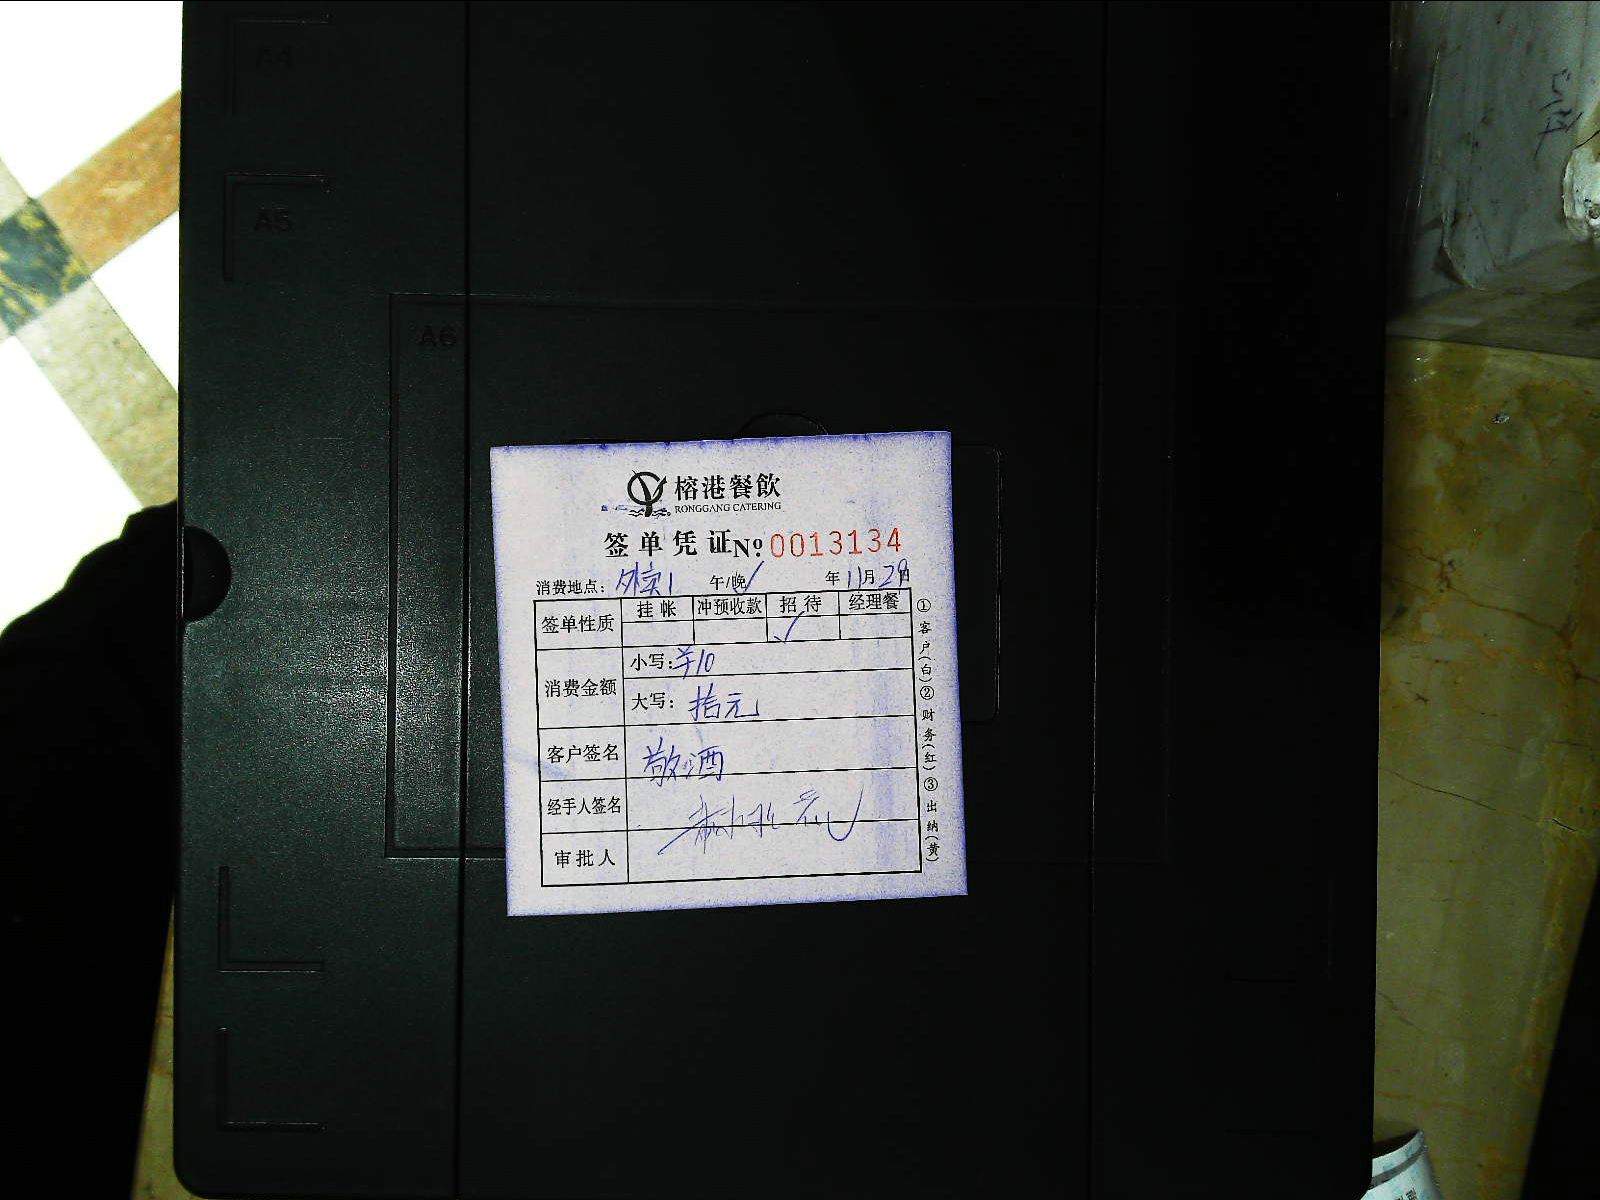 A4
A5
A6
榕港餐飲
RONGGANG CATERING
签单凭证 Nº 0013134
消费地点：外卖1 午/晚✓ 年11月29日
签单性质 挂帐 冲预收款 招待 经理餐
✓
消费金额 小写：￥10
大写：拾元
客户签名 敬酒
经手人签名
审批人
①客户(白)②财务(红)③出纳(黄)